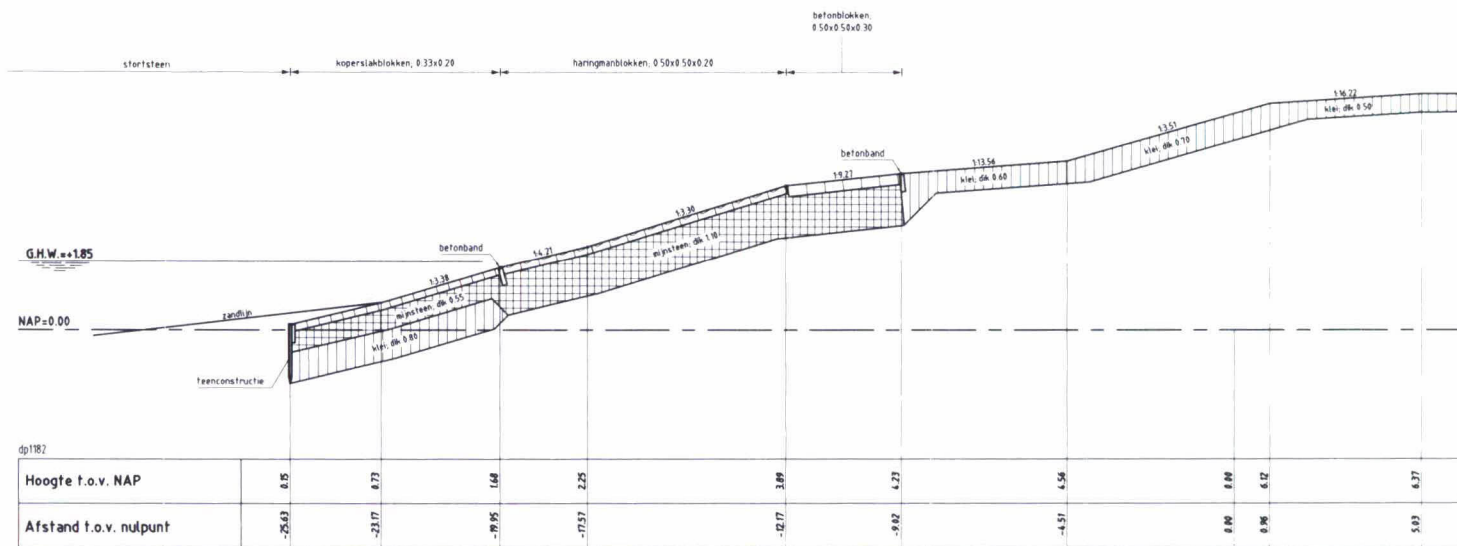 betonblokken,
0.50x0.50x0.30
stortsteen
koperslakblokken, 0.33x0.20
haringmanblokken, 0.50x0.50x0.20
1:16.22
klei; dik 0.50
1:3.51
klei; dik 0.70
betonband
1:13.56
klei; dik 0.60
1:9.27
1:3.30
mijnsteen; dik 1.10
betonband
1:4.21
G.H.W.=+1.85
1:3.38
mijnsteen; dik 0.55
zandlijn
NAP=0.00
klei; dik 0.80
teenconstructie
dp1182
Hoogte t.o.v. NAP 0.15 0.73 1.68 2.25 3.89 4.23 4.56 0.00 6.12 6.37
Afstand t.o.v. nulpunt -25.63 -23.17 -19.95 -17.57 -12.17 -9.02 -4.51 0.00 0.96 5.03